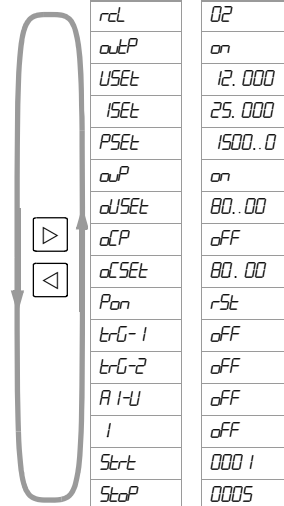 rcL 02
outP on
USEt 12.000
ISEt 25.000
PSEt 1500..0
ouP on
oUSEt 80..00
oCP oFF
oCSEt 80.00
Pon rSt
trG-1 oFF
trG-2 oFF
A1-U oFF
I oFF
Strt 0001
StoP 0005